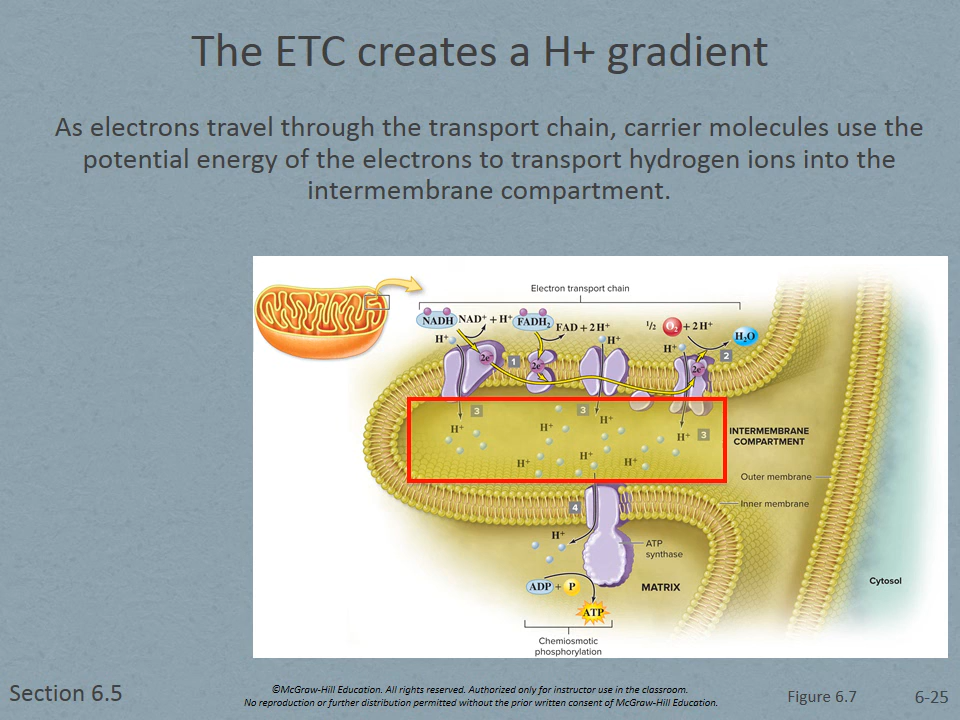 The ETC creates a H+ gradient
As electrons travel through the transport chain, carrier molecules use the
potential energy of the electrons to transport hydrogen ions into the
intermembrane compartment.
Electron transport chain
NADH NAD⁺ + H⁺ FADH₂ FAD + 2H⁺ 1/2 O₂ + 2H⁺ H₂O
H⁺ H⁺ H⁺
2e⁻ 1 2e⁻ 2e⁻ 2
3 3 3
H⁺ H⁺ H⁺ H⁺
H⁺ H⁺ H⁺
INTERMEMBRANE
COMPARTMENT
Outer membrane
Inner membrane
4
H⁺
ATP
synthase
ADP + P
MATRIX
Cytosol
ATP
Chemiosmotic
phosphorylation
Section 6.5
©McGraw-Hill Education. All rights reserved. Authorized only for instructor use in the classroom.
No reproduction or further distribution permitted without the prior written consent of McGraw-Hill Education.
Figure 6.7
6-25